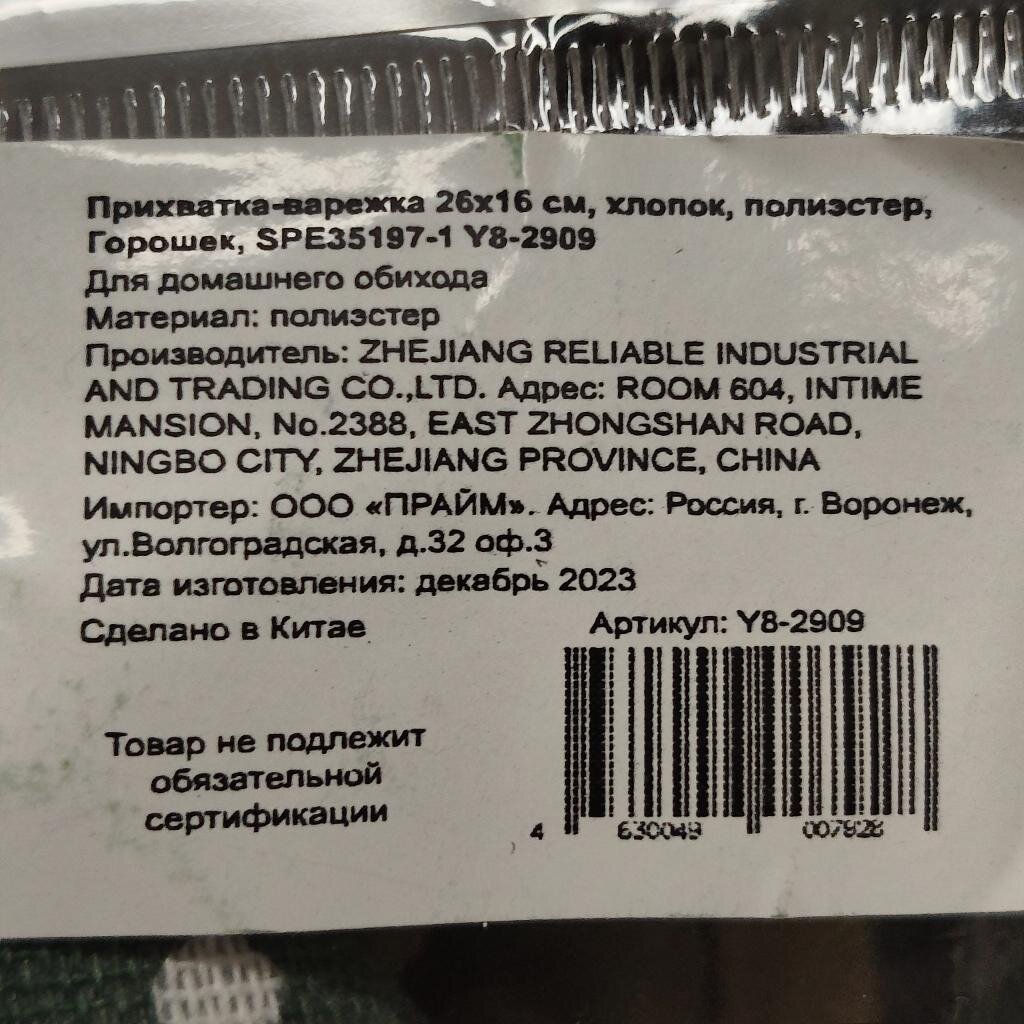 Прихватка-варежка 26х16 см, хлопок, полиэстер,
Горошек, SPE35197-1 Y8-2909
Для домашнего обихода
Материал: полиэстер
Производитель: ZHEJIANG RELIABLE INDUSTRIAL
AND TRADING CO.,LTD. Адрес: ROOM 604, INTIME
MANSION, No.2388, EAST ZHONGSHAN ROAD,
NINGBO CITY, ZHEJIANG PROVINCE, CHINA
Импортер: ООО «ПРАЙМ». Адрес: Россия, г. Воронеж,
ул.Волгоградская, д.32 оф.3
Дата изготовления: декабрь 2023
Сделано в Китае
Артикул: Y8-2909
Товар не подлежит
обязательной
сертификации
4 630049 007928